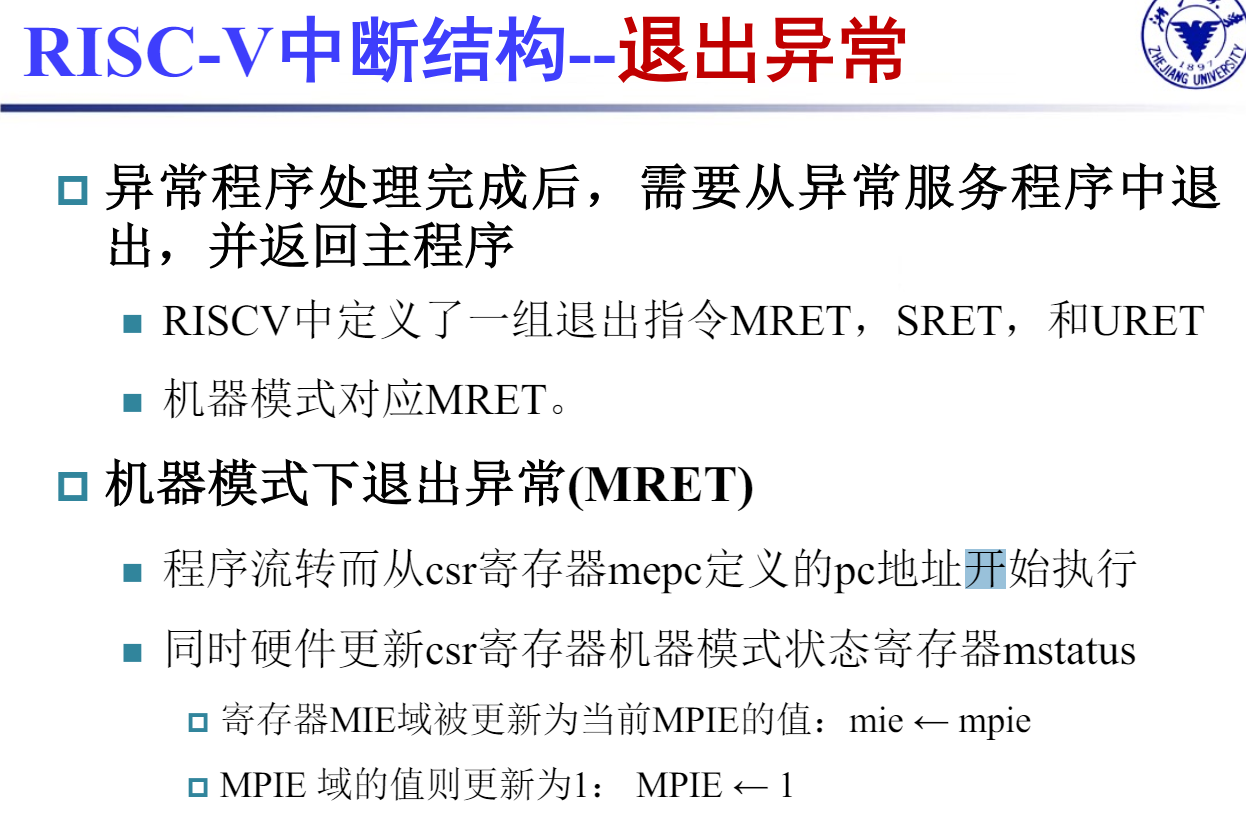 RISC-V中断结构--退出异常
ZHEJIANG UNIVERSITY
1897
异常程序处理完成后，需要从异常服务程序中退
出，并返回主程序
RISCV中定义了一组退出指令MRET，SRET，和URET
机器模式对应MRET。
机器模式下退出异常(MRET)
程序流转而从csr寄存器mepc定义的pc地址开始执行
同时硬件更新csr寄存器机器模式状态寄存器mstatus
寄存器MIE域被更新为当前MPIE的值：mie ← mpie
MPIE 域的值则更新为1： MPIE ← 1